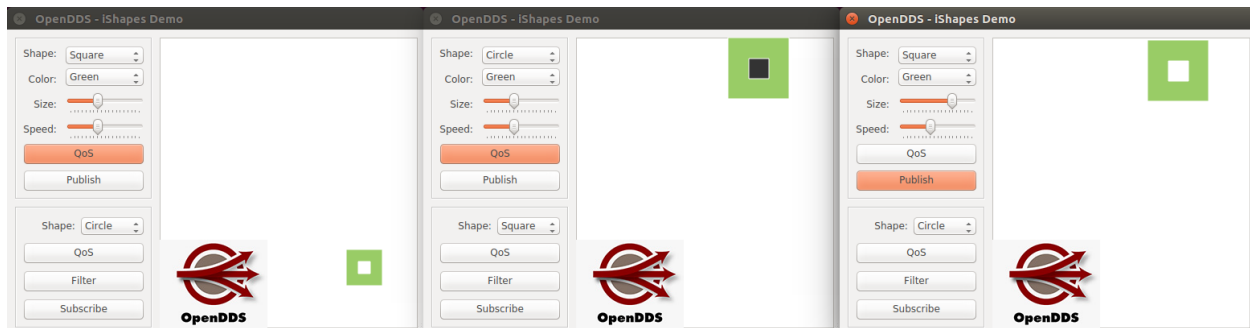 OpenDDS - iShapes Demo
Shape: Square
Color: Green
Size:
Speed:
QoS
Publish
Shape: Circle
QoS
Filter
Subscribe
OpenDDS
OpenDDS - iShapes Demo
Shape: Circle
Color: Green
Size:
Speed:
QoS
Publish
Shape: Square
QoS
Filter
Subscribe
OpenDDS
OpenDDS - iShapes Demo
Shape: Square
Color: Green
Size:
Speed:
QoS
Publish
Shape: Circle
QoS
Filter
Subscribe
OpenDDS